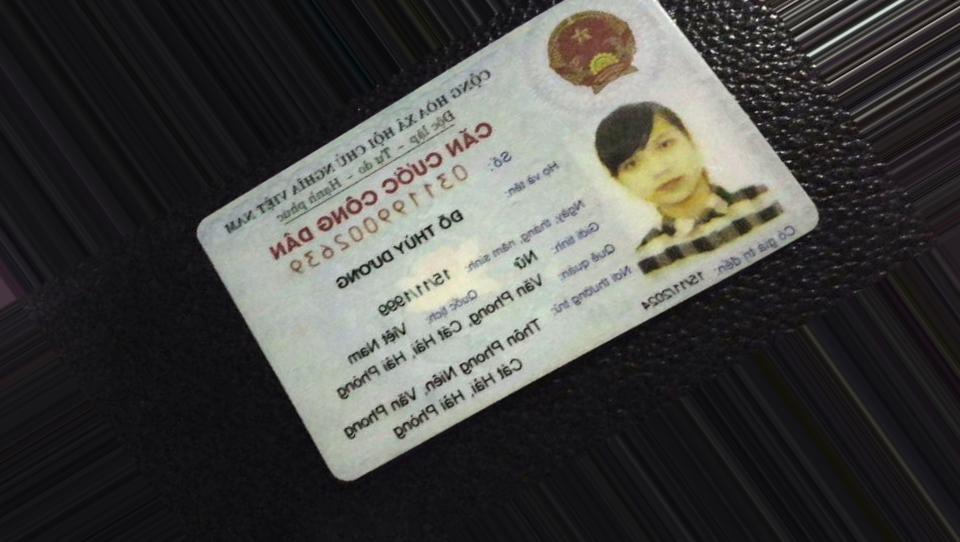 CỘNG HÒA XÃ HỘI CHỦ NGHĨA VIỆT NAM
Độc lập - Tự do - Hạnh phúc
CĂN CƯỚC CÔNG DÂN
Số: 031199002639
Họ và tên: ĐỖ THÙY DƯƠNG
Ngày, tháng, năm sinh: 15/11/1999
Giới tính: Nữ Quốc tịch: Việt Nam
Quê quán: Văn Phong, Cát Hải, Hải Phòng
Nơi thường trú: Thôn Phong Niên, Văn Phong
Cát Hải, Hải Phòng
Có giá trị đến: 15/11/2024